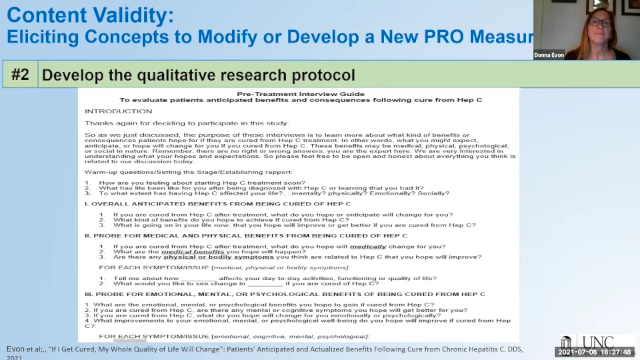 Content Validity:
Eliciting Concepts to Modify or Develop a New PRO Measur
Donna Evon
#2 Develop the qualitative research protocol
Pre-Treatment Interview Guide
To evaluate patients anticipated benefits and consequences following cure from Hep C
INTRODUCTION
Thanks again for deciding to participate in this study.
So as we just discussed, the purpose of these interviews is to learn more about what kind of benefits or
consequences patients hope for if they are cured from Hep C. In other words, what you might expect,
anticipate, or hope will change for you if you are cured from Hep C. These benefits may be medical, physical, psychological,
or social in nature. Remember, there are no right or wrong answers, you are the expert here. We are very interested in
understanding what your hopes and expectations. So please feel free to be open and honest about everything you think is
related to our discussion today.
Warm-up questions/Setting the Stage/Establishing rapport:
1. How are you feeling about starting Hep C treatment soon?
2. What has life been like for you after being diagnosed with Hep C or learning that you had it?
3. To what extent has having Hep C affected your life? ...mentally? physically? Emotionally? Socially?
I. OVERALL ANTICIPATED BENEFITS FROM BEING CURED OF HEP C
1. If you are cured from Hep C after treatment, what do you hope or anticipate will change for you?
2. What kind of benefits do you hope to achieve if cured from Hep C?
3. What is going on in your life now, that you hope will improve or get better if you are cured from Hep C?
II. PROBE FOR MEDICAL AND PHYSICAL BENEFITS FROM BEING CURED OF HEP C
1. If you are cured from Hep C after treatment, what do you hope will medically change for you?
2. What are the medical benefits you hope will happen?
3. Are there any physical or bodily symptoms you think are related to Hep C that you hope will improve?
FOR EACH SYMPTOM/ISSUE [medical, physical or bodily symptoms]:
1. Tell me about how ________ affects your day to day activities, functioning or quality of life?
2. What would you like to see change in ________ if you are cured of Hep C?
III. PROBE FOR EMOTIONAL, MENTAL, OR PSYCHOLOGICAL BENEFITS OF BEING CURED FROM HEP C
1. What are the emotional, mental, or psychological benefits you hope to gain if cured from Hep C?
2. If you are cured from Hep C, are there any mental or cognitive symptoms you hope will get better?
3. If you are cured from hep C, what do you hope will change for you emotionally or psychologically?
4. What improvements to your emotional, mental, or psychological well-being do you hope will improve if cured from Hep
C?
FOR EACH SYMPTOM/ISSUE [emotional, cognitive, mental, psychological]:
Evon et al;., "If I Get Cured, My Whole Quality of Life Will Change": Patients' Anticipated and Actualized Benefits Following Cure from Chronic Hepatitis C. DDS,
2021
UNC
2021-07-08 18:27:48